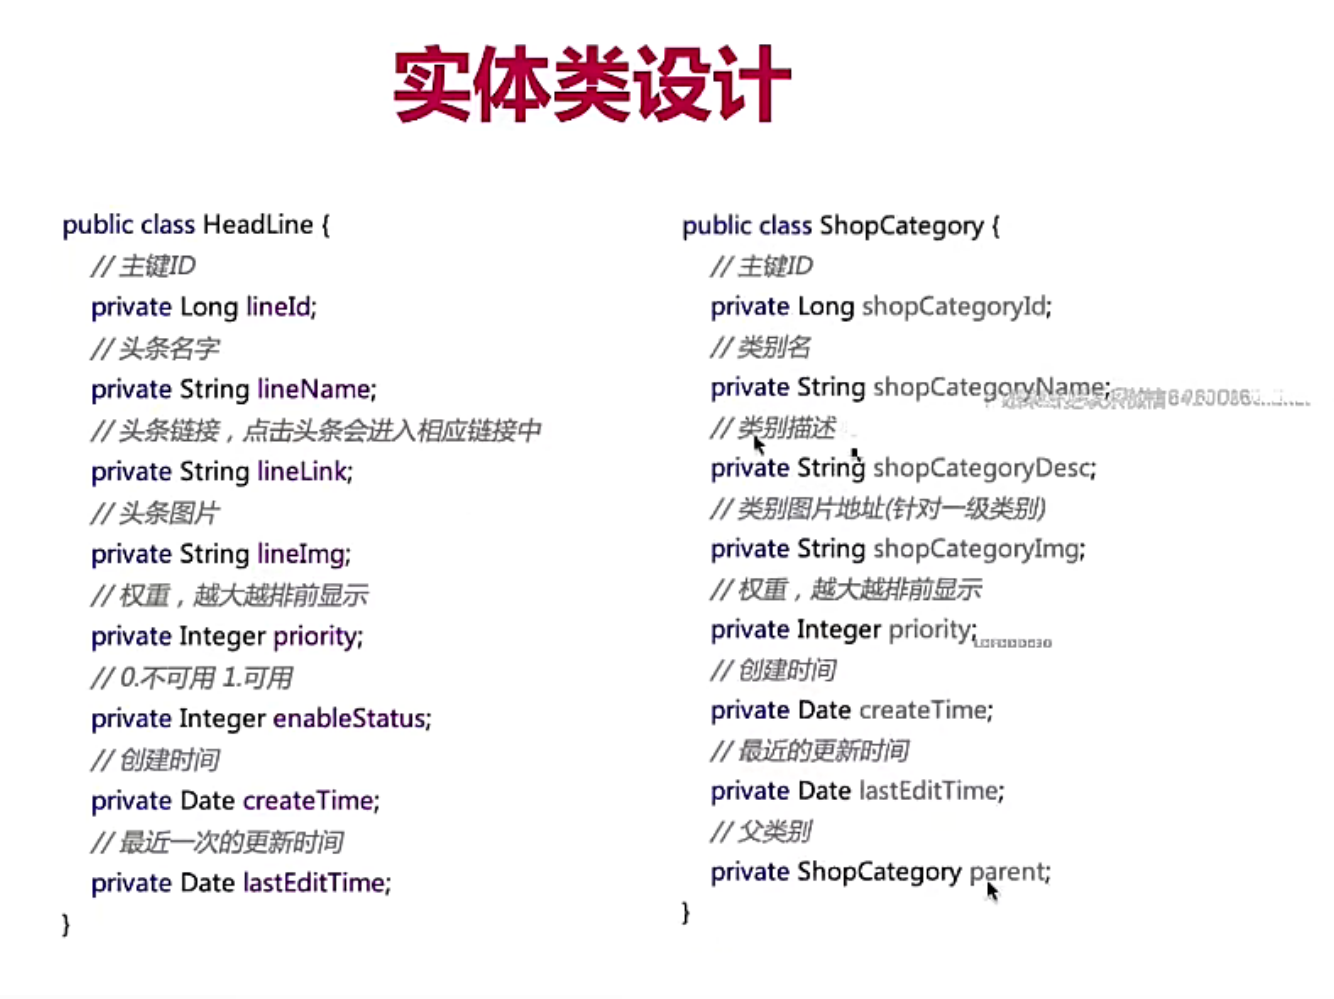 实体类设计
public class HeadLine {
// 主键ID
private Long lineId;
// 头条名字
private String lineName;
// 头条链接，点击头条会进入相应链接中
private String lineLink;
// 头条图片
private String lineImg;
// 权重，越大越排前显示
private Integer priority;
// 0.不可用 1.可用
private Integer enableStatus;
// 创建时间
private Date createTime;
// 最近一次的更新时间
private Date lastEditTime;
}
public class ShopCategory {
// 主键ID
private Long shopCategoryId;
// 类别名
private String shopCategoryName;
// 类别描述
private String shopCategoryDesc;
// 类别图片地址(针对一级类别)
private String shopCategoryImg;
// 权重，越大越排前显示
private Integer priority;
// 创建时间
private Date createTime;
// 最近的更新时间
private Date lastEditTime;
// 父类别
private ShopCategory parent;
}